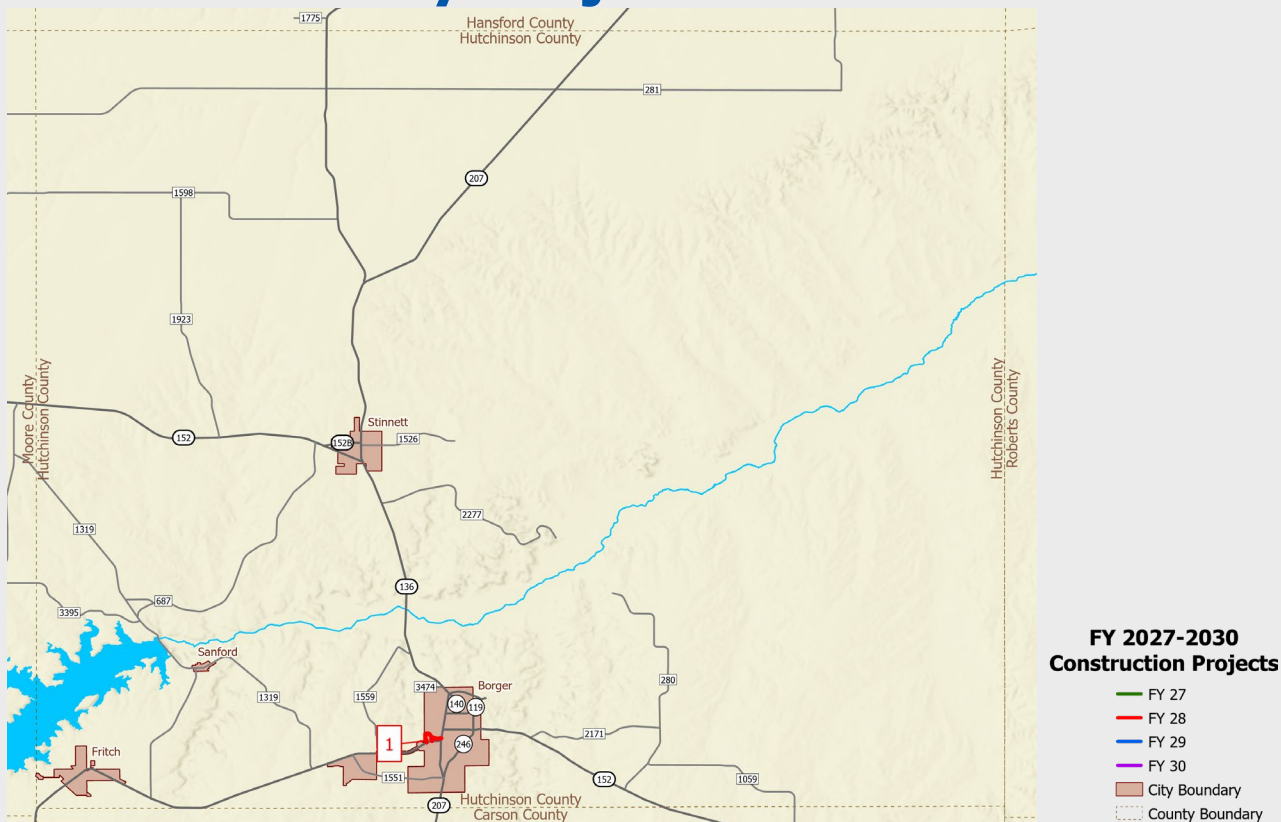 1775
Hansford County
Hutchinson County
281
207
1598
1923
Moore County
Hutchinson County
Hutchinson County
Roberts County
Stinnett
152
152B
1526
2277
1319
136
687
3395
Sanford
1319
1559
3474
Borger
140
119
280
1
246
2171
Fritch
1551
152
1059
207
Hutchinson County
Carson County
FY 2027-2030
Construction Projects
FY 27
FY 28
FY 29
FY 30
City Boundary
County Boundary